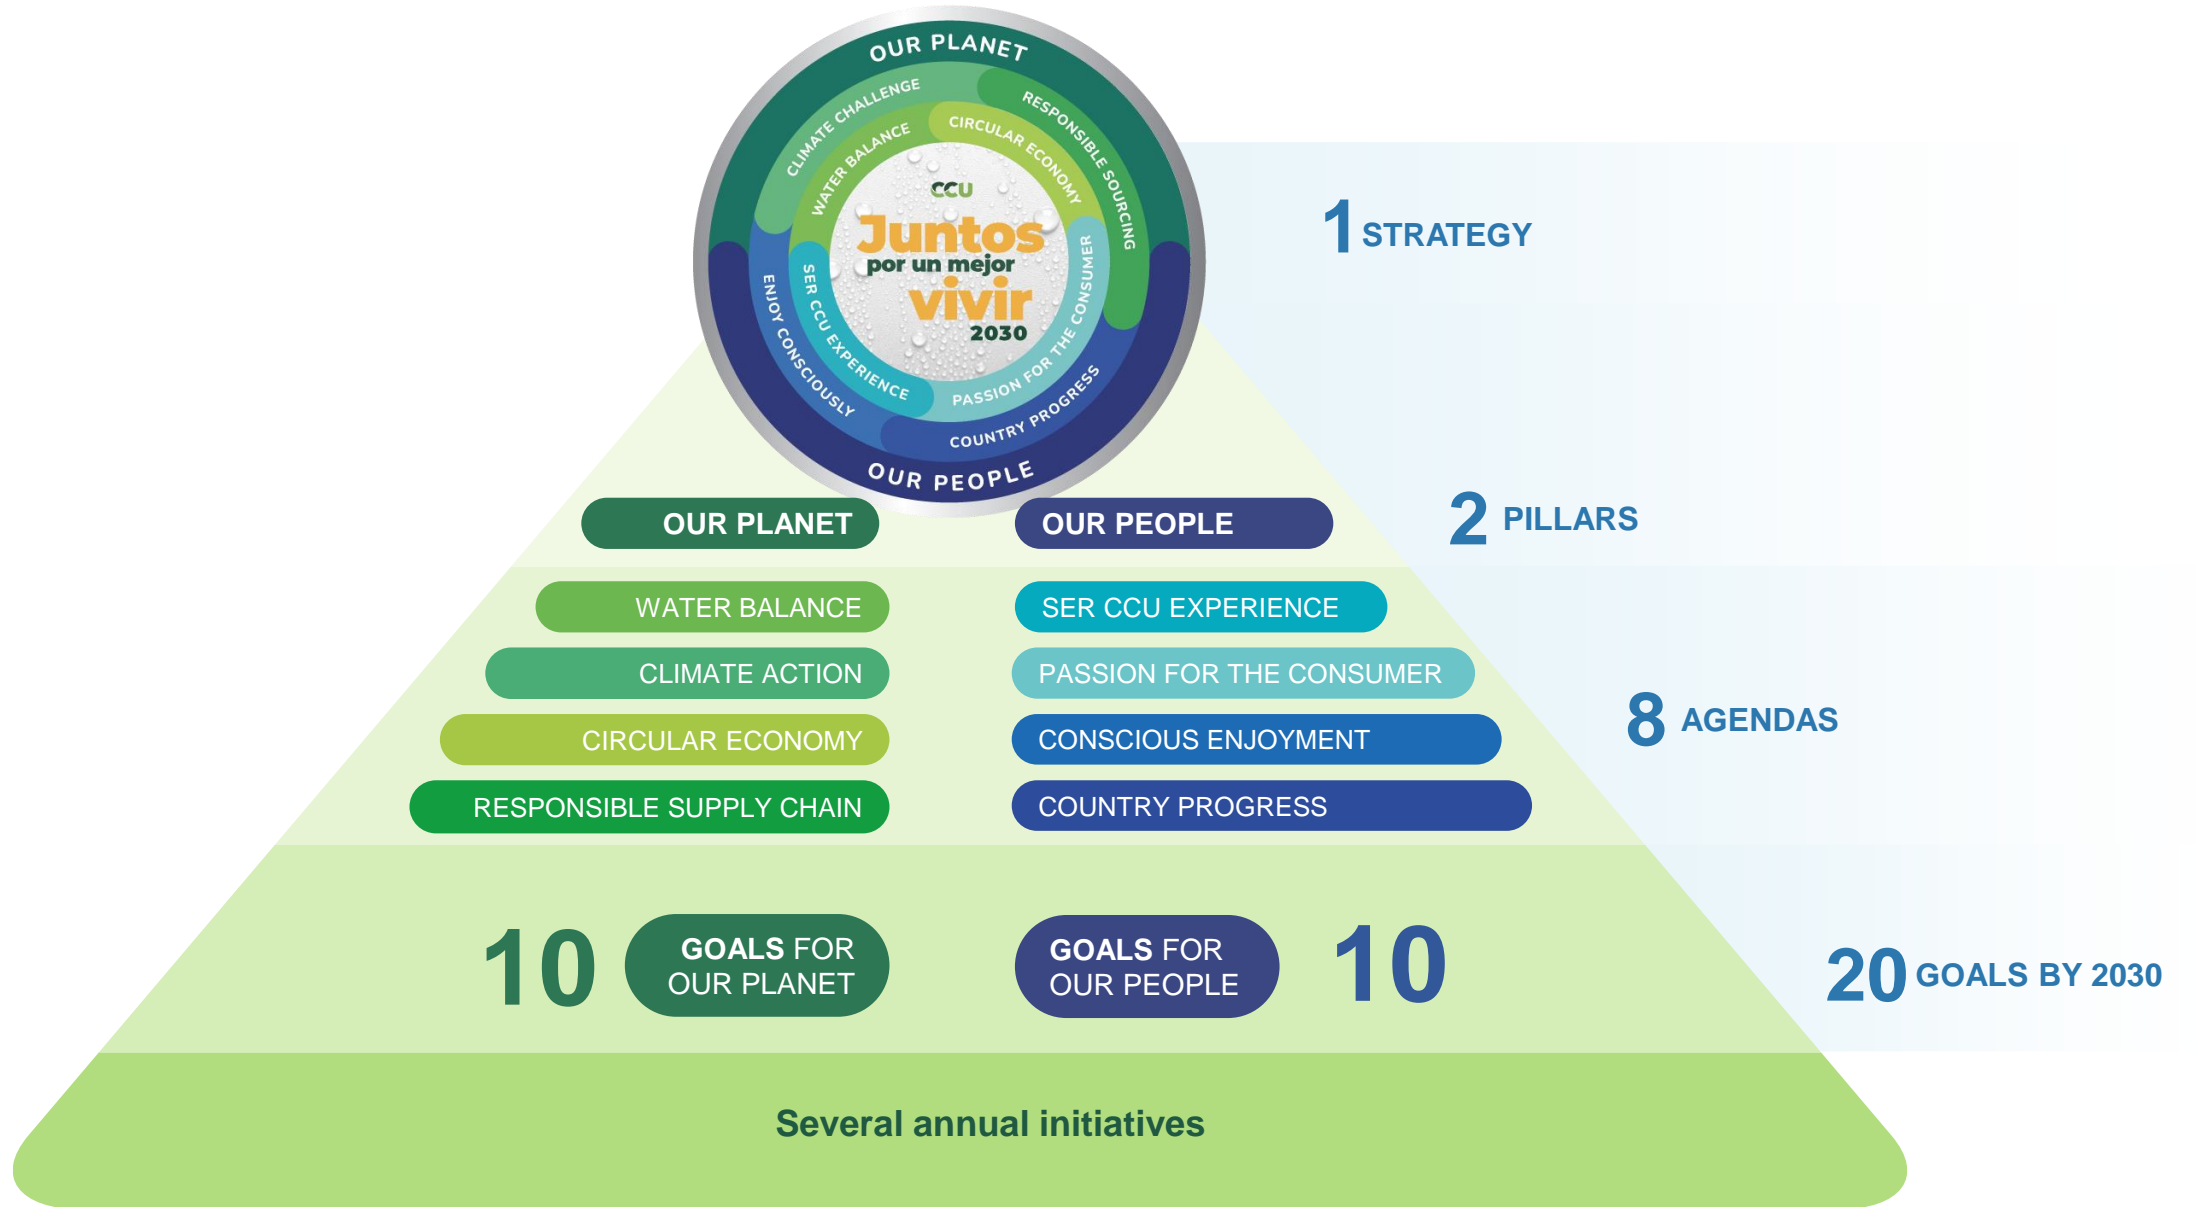 OUR PLANET
CLIMATE CHALLENGE
RESPONSIBLE SOURCING
WATER BALANCE
CIRCULAR ECONOMY
CCU
Juntos
por un mejor
vivir
2030
SER CCU EXPERIENCE
PASSION FOR THE CONSUMER
ENJOY CONSCIOUSLY
COUNTRY PROGRESS
OUR PEOPLE
1 STRATEGY
OUR PLANET
OUR PEOPLE
2 PILLARS
WATER BALANCE
SER CCU EXPERIENCE
CLIMATE ACTION
PASSION FOR THE CONSUMER
CIRCULAR ECONOMY
CONSCIOUS ENJOYMENT
RESPONSIBLE SUPPLY CHAIN
COUNTRY PROGRESS
8 AGENDAS
10
GOALS FOR
OUR PLANET
GOALS FOR
OUR PEOPLE
10
20 GOALS BY 2030
Several annual initiatives